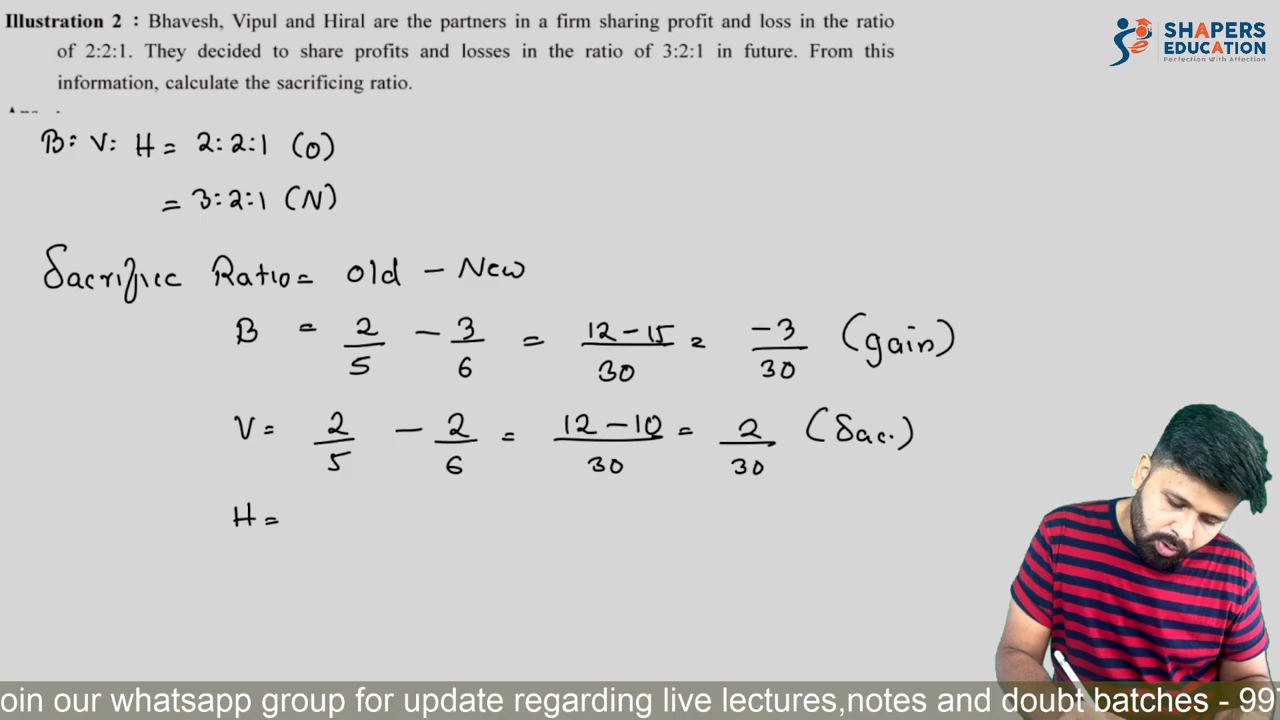 Illustration 2 : Bhavesh, Vipul and Hiral are the partners in a firm sharing profit and loss in the ratio
of 2:2:1. They decided to share profits and losses in the ratio of 3:2:1 in future. From this
information, calculate the sacrificing ratio.
SHAPERS
EDUCATION
Perfection With Affection
B: V: H = 2:2:1 (O)
= 3:2:1 (N)
Sacrifice Ratio = Old - New
B = 2/5 - 3/6 = 12-15/30 = -3/30 (gain)
V = 2/5 - 2/6 = 12-10/30 = 2/30 (Sac.)
H =
oin our whatsapp group for update regarding live lectures,notes and doubt batches - 99